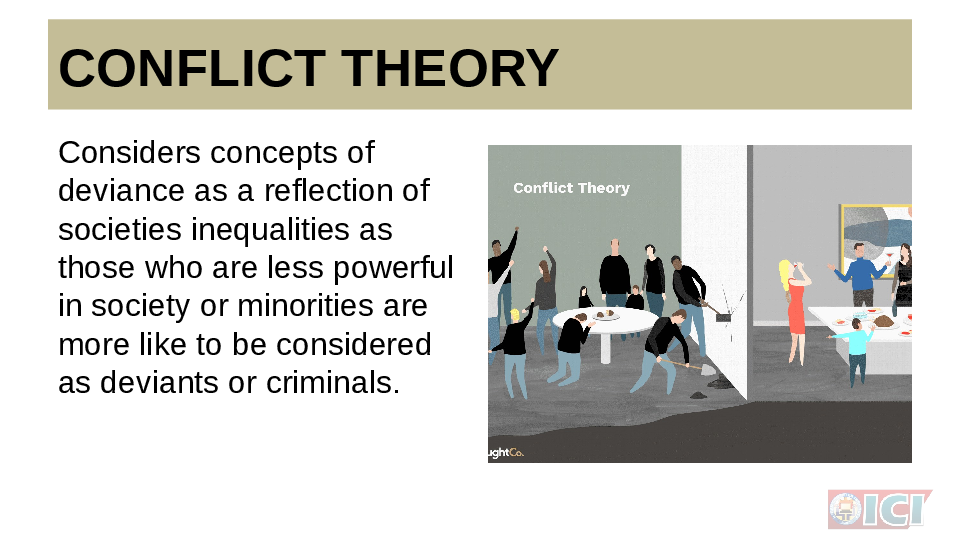 CONFLICT THEORY
Considers concepts of
deviance as a reflection of
societies inequalities as
those who are less powerful
in society or minorities are
more like to be considered
as deviants or criminals.
Conflict Theory
ughtCo.
ICI